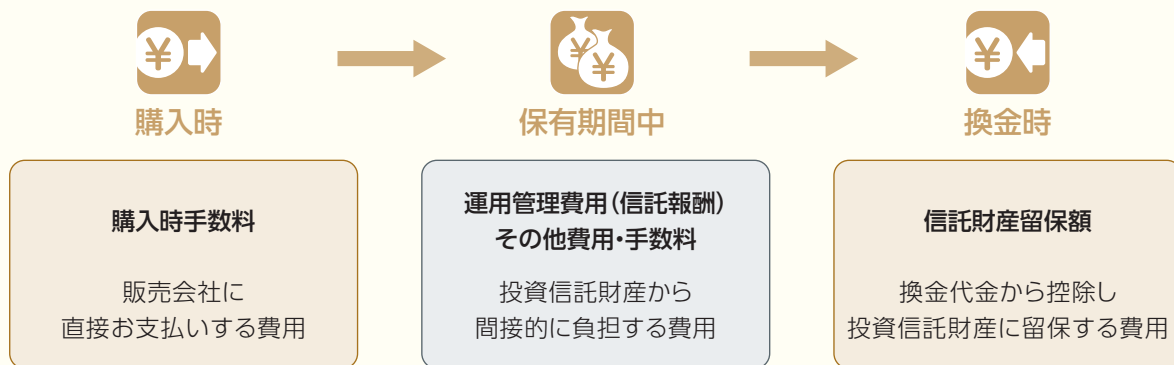 購入時
保有期間中
換金時
購入時手数料
販売会社に
直接お支払いする費用
運用管理費用(信託報酬)
その他費用・手数料
投資信託財産から
間接的に負担する費用
信託財産留保額
換金代金から控除し
投資信託財産に留保する費用